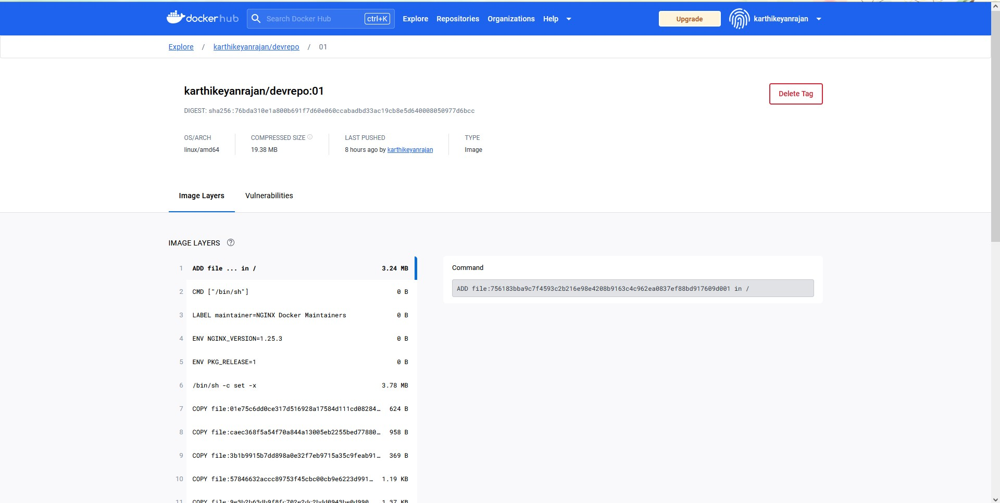 docker hub Search Docker Hub ctrl+K Explore Repositories Organizations Help Upgrade karthikeyanrajan
Explore / karthikeyanrajan/devrepo / 01
karthikeyanrajan/devrepo:01
Delete Tag
DIGEST: sha256:76bda310e1a800b691f7d60e060ccabadbd33ac19cb8e5d640008050977d6bcc
OS/ARCH COMPRESSED SIZE LAST PUSHED TYPE
linux/amd64 19.38 MB 8 hours ago by karthikeyanrajan Image
Image Layers Vulnerabilities
IMAGE LAYERS ?
1 ADD file ... in / 3.24 MB
Command
ADD file:756183bba9c7f4593c2b216e98e4208b9163c4c962ea0837ef88bd917609d001 in /
2 CMD ["/bin/sh"] 0 B
3 LABEL maintainer=NGINX Docker Maintainers 0 B
4 ENV NGINX_VERSION=1.25.3 0 B
5 ENV PKG_RELEASE=1 0 B
6 /bin/sh -c set -x 3.78 MB
7 COPY file:01e75c6dd0ce317d516928a17584d111cd08284… 624 B
8 COPY file:caec368f5a54f70a844a13005eb2255bed77880… 958 B
9 COPY file:3b1b9915b7dd898a0e32f7eb9715a35c9feab91… 369 B
10 COPY file:57846632accc89753f45cbc00cb9e6223d991… 1.19 KB
11 COPY file:9e3b2b63db9f8fc702e2dc2bdd0943be0d990… 1.37 KB